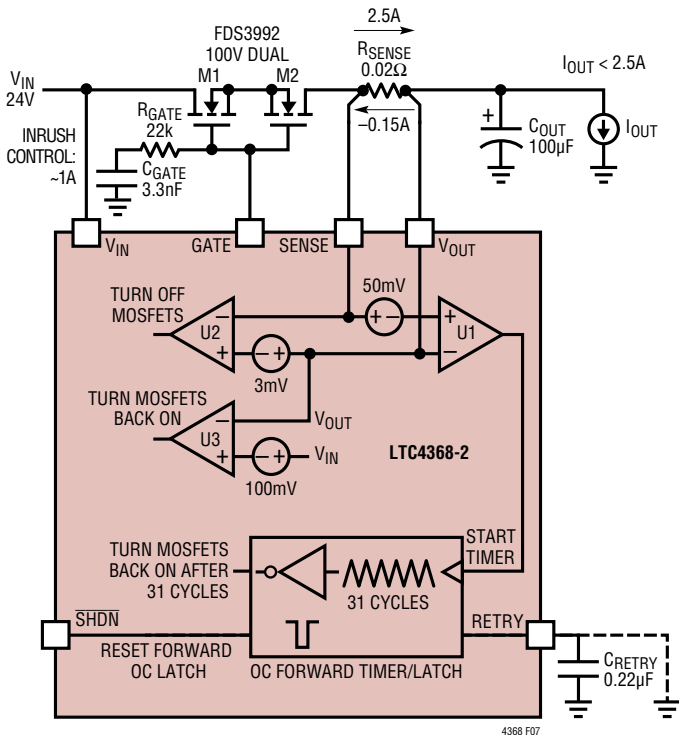 FDS3992
100V DUAL
M1
M2
2.5A
RSENSE
0.02Ω
–0.15A
IOUT < 2.5A
VIN
24V
RGATE
22k
INRUSH
CONTROL:
~1A
CGATE
3.3nF
+
COUT
100µF
IOUT
VIN
GATE
SENSE
VOUT
TURN OFF
MOSFETS
–
U2
+
– +
3mV
50mV
+ –
+
U1
–
TURN MOSFETS
BACK ON
–
U3
+
VOUT
– +
VIN
100mV
LTC4368-2
TURN MOSFETS
BACK ON AFTER
31 CYCLES
31 CYCLES
START
TIMER
SHDN
RESET FORWARD
OC LATCH
OC FORWARD TIMER/LATCH
RETRY
CRETRY
0.22µF
4368 F07